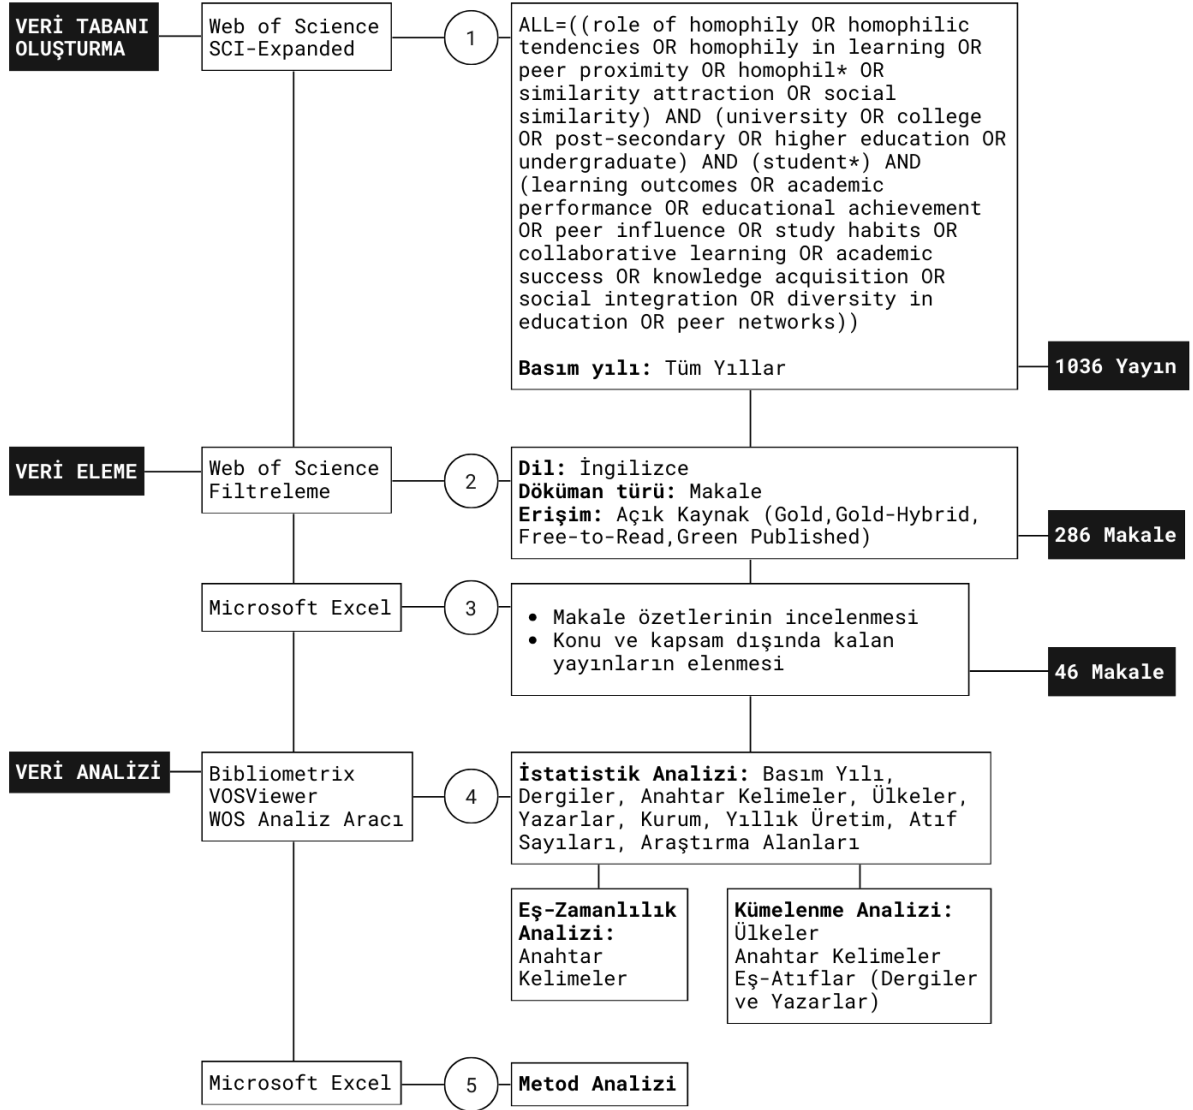 VERİ TABANI
OLUŞTURMA
Web of Science
SCI-Expanded
1
ALL=((role of homophily OR homophilic
tendencies OR homophily in learning OR
peer proximity OR homophil* OR
similarity attraction OR social
similarity) AND (university OR college
OR post-secondary OR higher education OR
undergraduate) AND (student*) AND
(learning outcomes OR academic
performance OR educational achievement
OR peer influence OR study habits OR
collaborative learning OR academic
success OR knowledge acquisition OR
social integration OR diversity in
education OR peer networks))
Basım yılı: Tüm Yıllar
1036 Yayın
VERİ ELEME
Web of Science
Filtreleme
2
Dil: İngilizce
Döküman türü: Makale
Erişim: Açık Kaynak (Gold,Gold-Hybrid,
Free-to-Read,Green Published)
286 Makale
Microsoft Excel
3
• Makale özetlerinin incelenmesi
• Konu ve kapsam dışında kalan
yayınların elenmesi
46 Makale
VERİ ANALİZİ
Bibliometrix
VOSViewer
WOS Analiz Aracı
4
İstatistik Analizi: Basım Yılı,
Dergiler, Anahtar Kelimeler, Ülkeler,
Yazarlar, Kurum, Yıllık Üretim, Atıf
Sayıları, Araştırma Alanları
Eş-Zamanlılık
Analizi:
Anahtar
Kelimeler
Kümelenme Analizi:
Ülkeler
Anahtar Kelimeler
Eş-Atıflar (Dergiler
ve Yazarlar)
Microsoft Excel
5
Metod Analizi